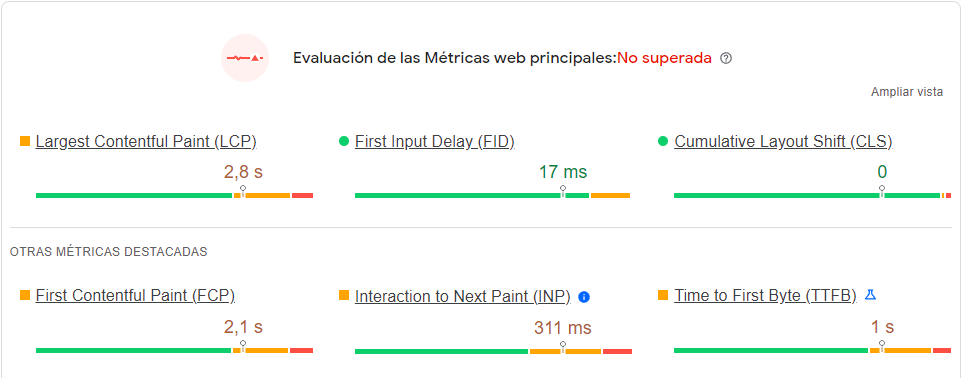 Evaluación de las Métricas web principales:No superada
Ampliar vista
Largest Contentful Paint (LCP)
2,8 s
First Input Delay (FID)
17 ms
Cumulative Layout Shift (CLS)
0
OTRAS MÉTRICAS DESTACADAS
First Contentful Paint (FCP)
2,1 s
Interaction to Next Paint (INP)
311 ms
Time to First Byte (TTFB)
1 s